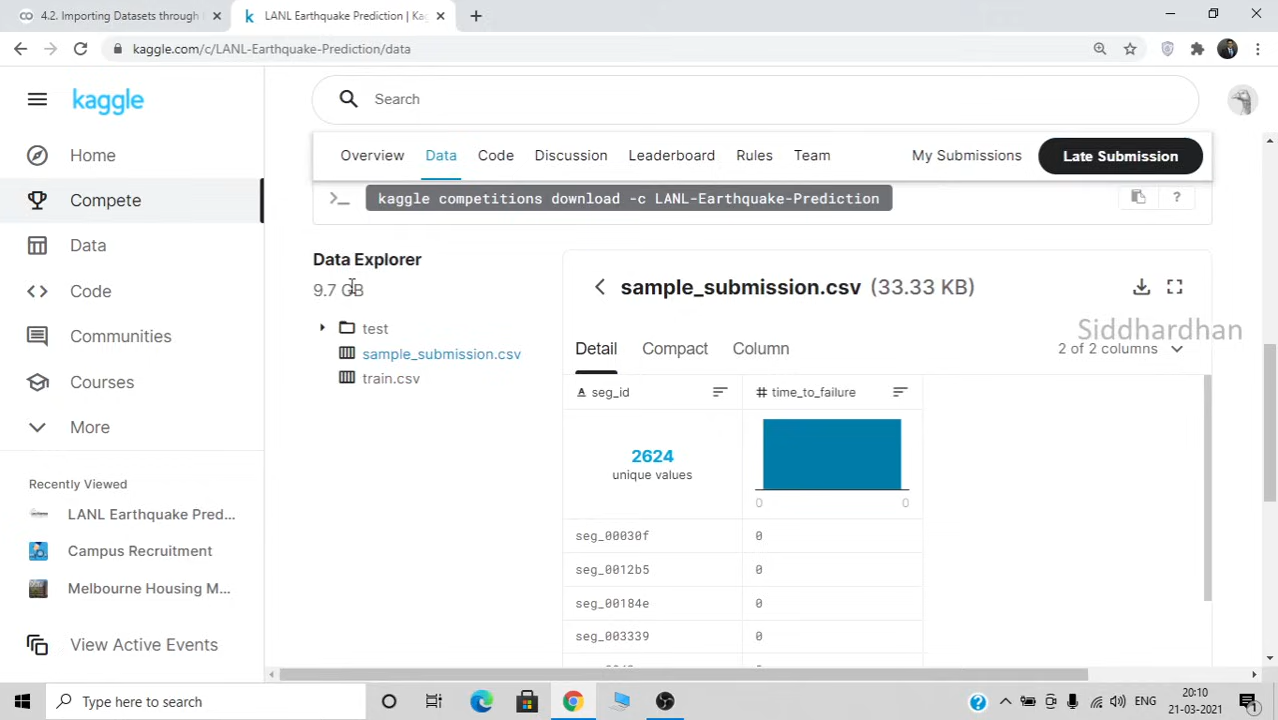 4.2. Importing Datasets through
LANL Earthquake Prediction | Kag
kaggle.com/c/LANL-Earthquake-Prediction/data
kaggle
Search
Overview
Data
Code
Discussion
Leaderboard
Rules
Team
My Submissions
Late Submission
Home
Compete
Data
Code
Communities
Courses
More
Recently Viewed
LANL Earthquake Pred...
Campus Recruitment
Melbourne Housing M...
View Active Events
>_ kaggle competitions download -c LANL-Earthquake-Prediction
?
Data Explorer
9.7 GB
test
sample_submission.csv
train.csv
sample_submission.csv (33.33 KB)
Siddhardhan
Detail
Compact
Column
2 of 2 columns
A seg_id
# time_to_failure
2624
unique values
0 0
seg_00030f 0
seg_0012b5 0
seg_00184e 0
seg_003339 0
Type here to search
ENG
20:10
21-03-2021
1